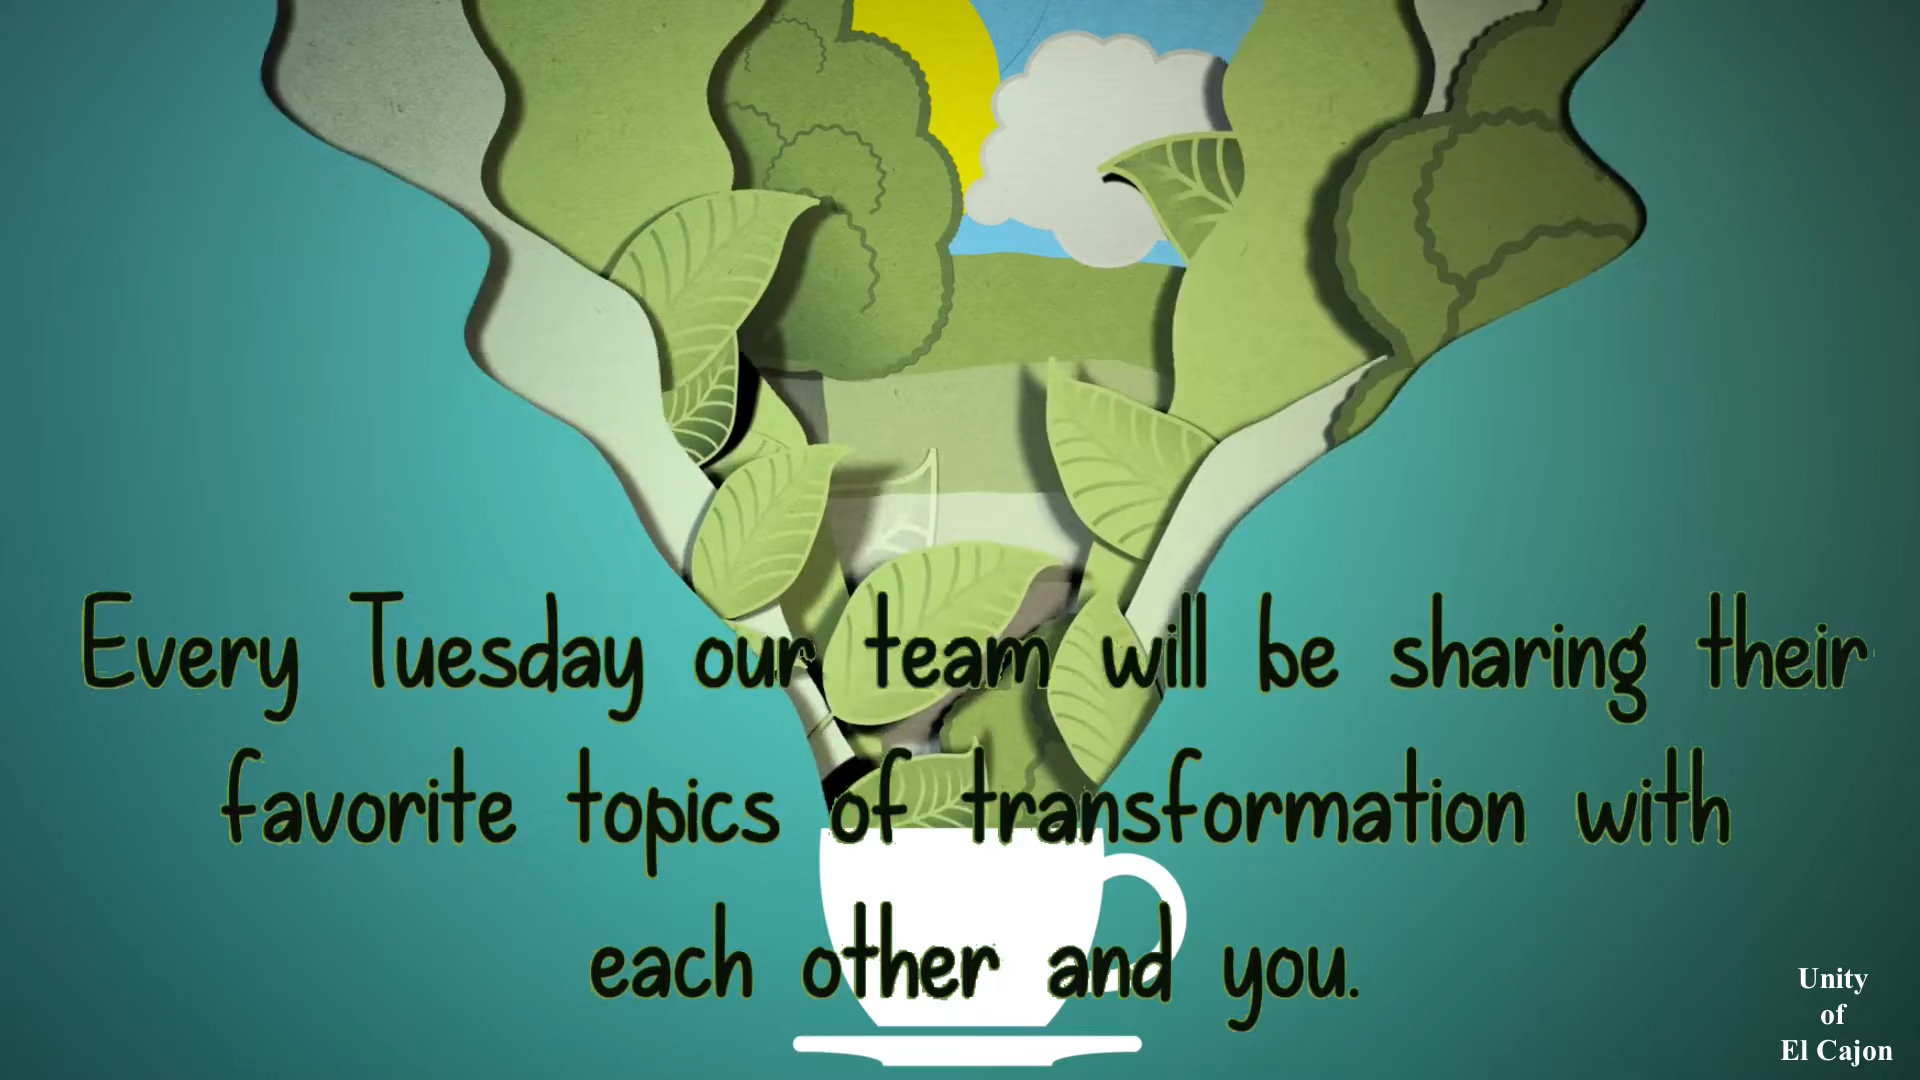 Every Tuesday our team will be sharing their
favorite topics of transformation with
each other and you.
Unity
of
El Cajon